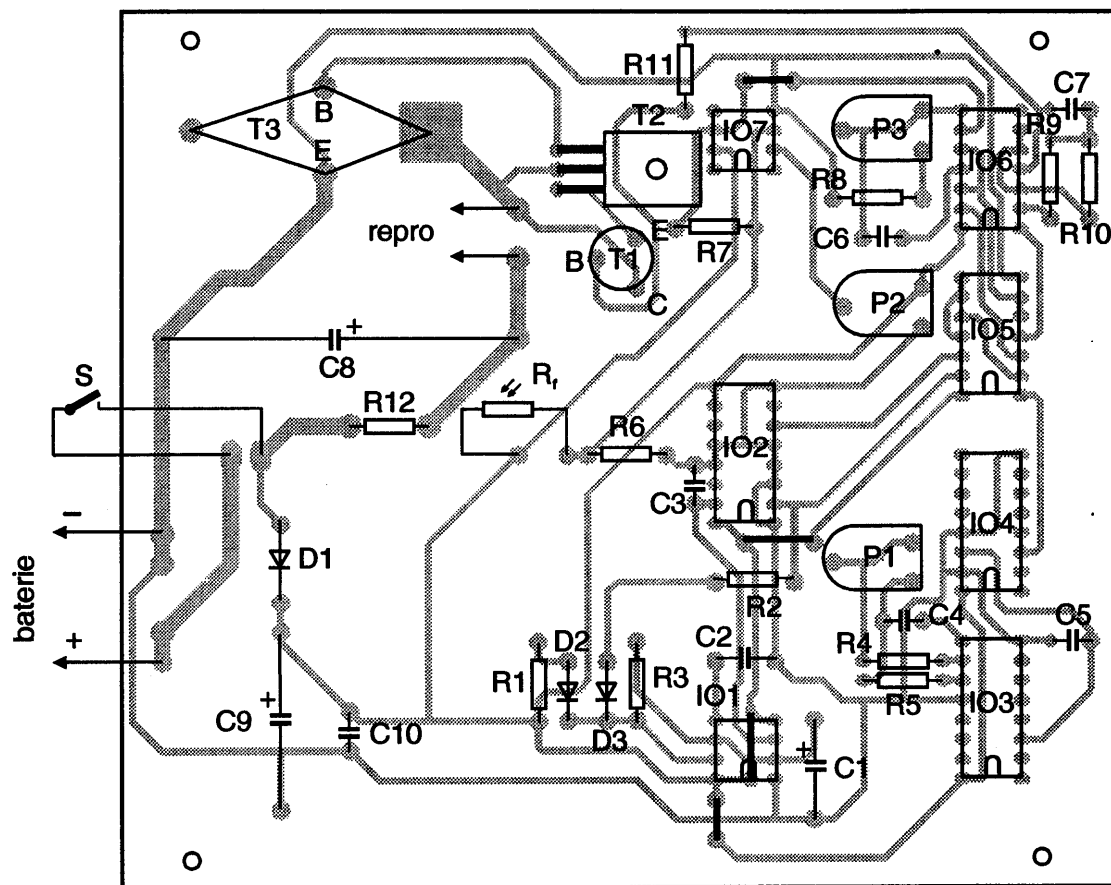 R11
C7
B
T3
E
T2
IO7
P3
R9
IO6
R8
repro
E
R7
C6
R10
B
T1
C
P2
IO5
C8
+
S
R12
Rf
R6
IO2
C3
IO4
−
D1
P1
baterie
R2
C4
C5
+
D2
C2
R4
R1
R3
IO1
R5
IO3
C9
+
C10
D3
+
C1